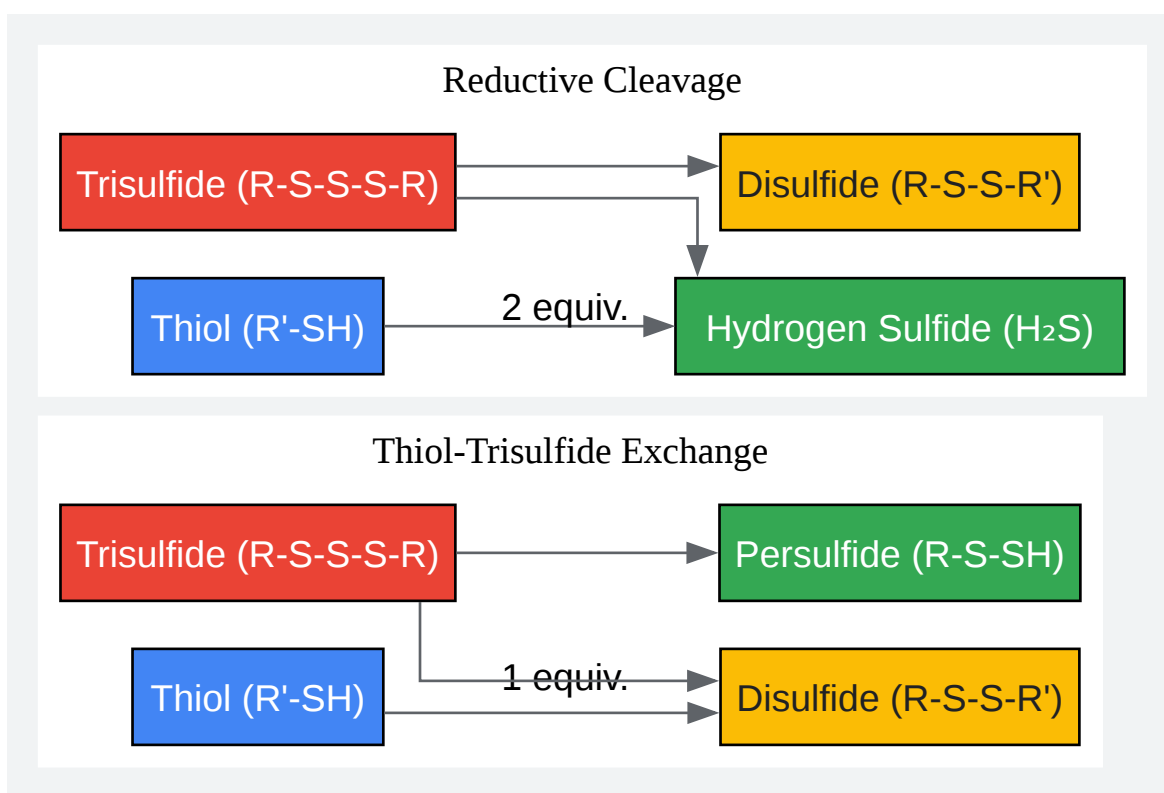 Reductive Cleavage
Trisulfide (R-S-S-S-R)
Disulfide (R-S-S-R')
Thiol (R'-SH)
2 equiv.
Hydrogen Sulfide (H₂S)
Thiol-Trisulfide Exchange
Trisulfide (R-S-S-S-R)
Persulfide (R-S-SH)
Thiol (R'-SH)
1 equiv.
Disulfide (R-S-S-R')